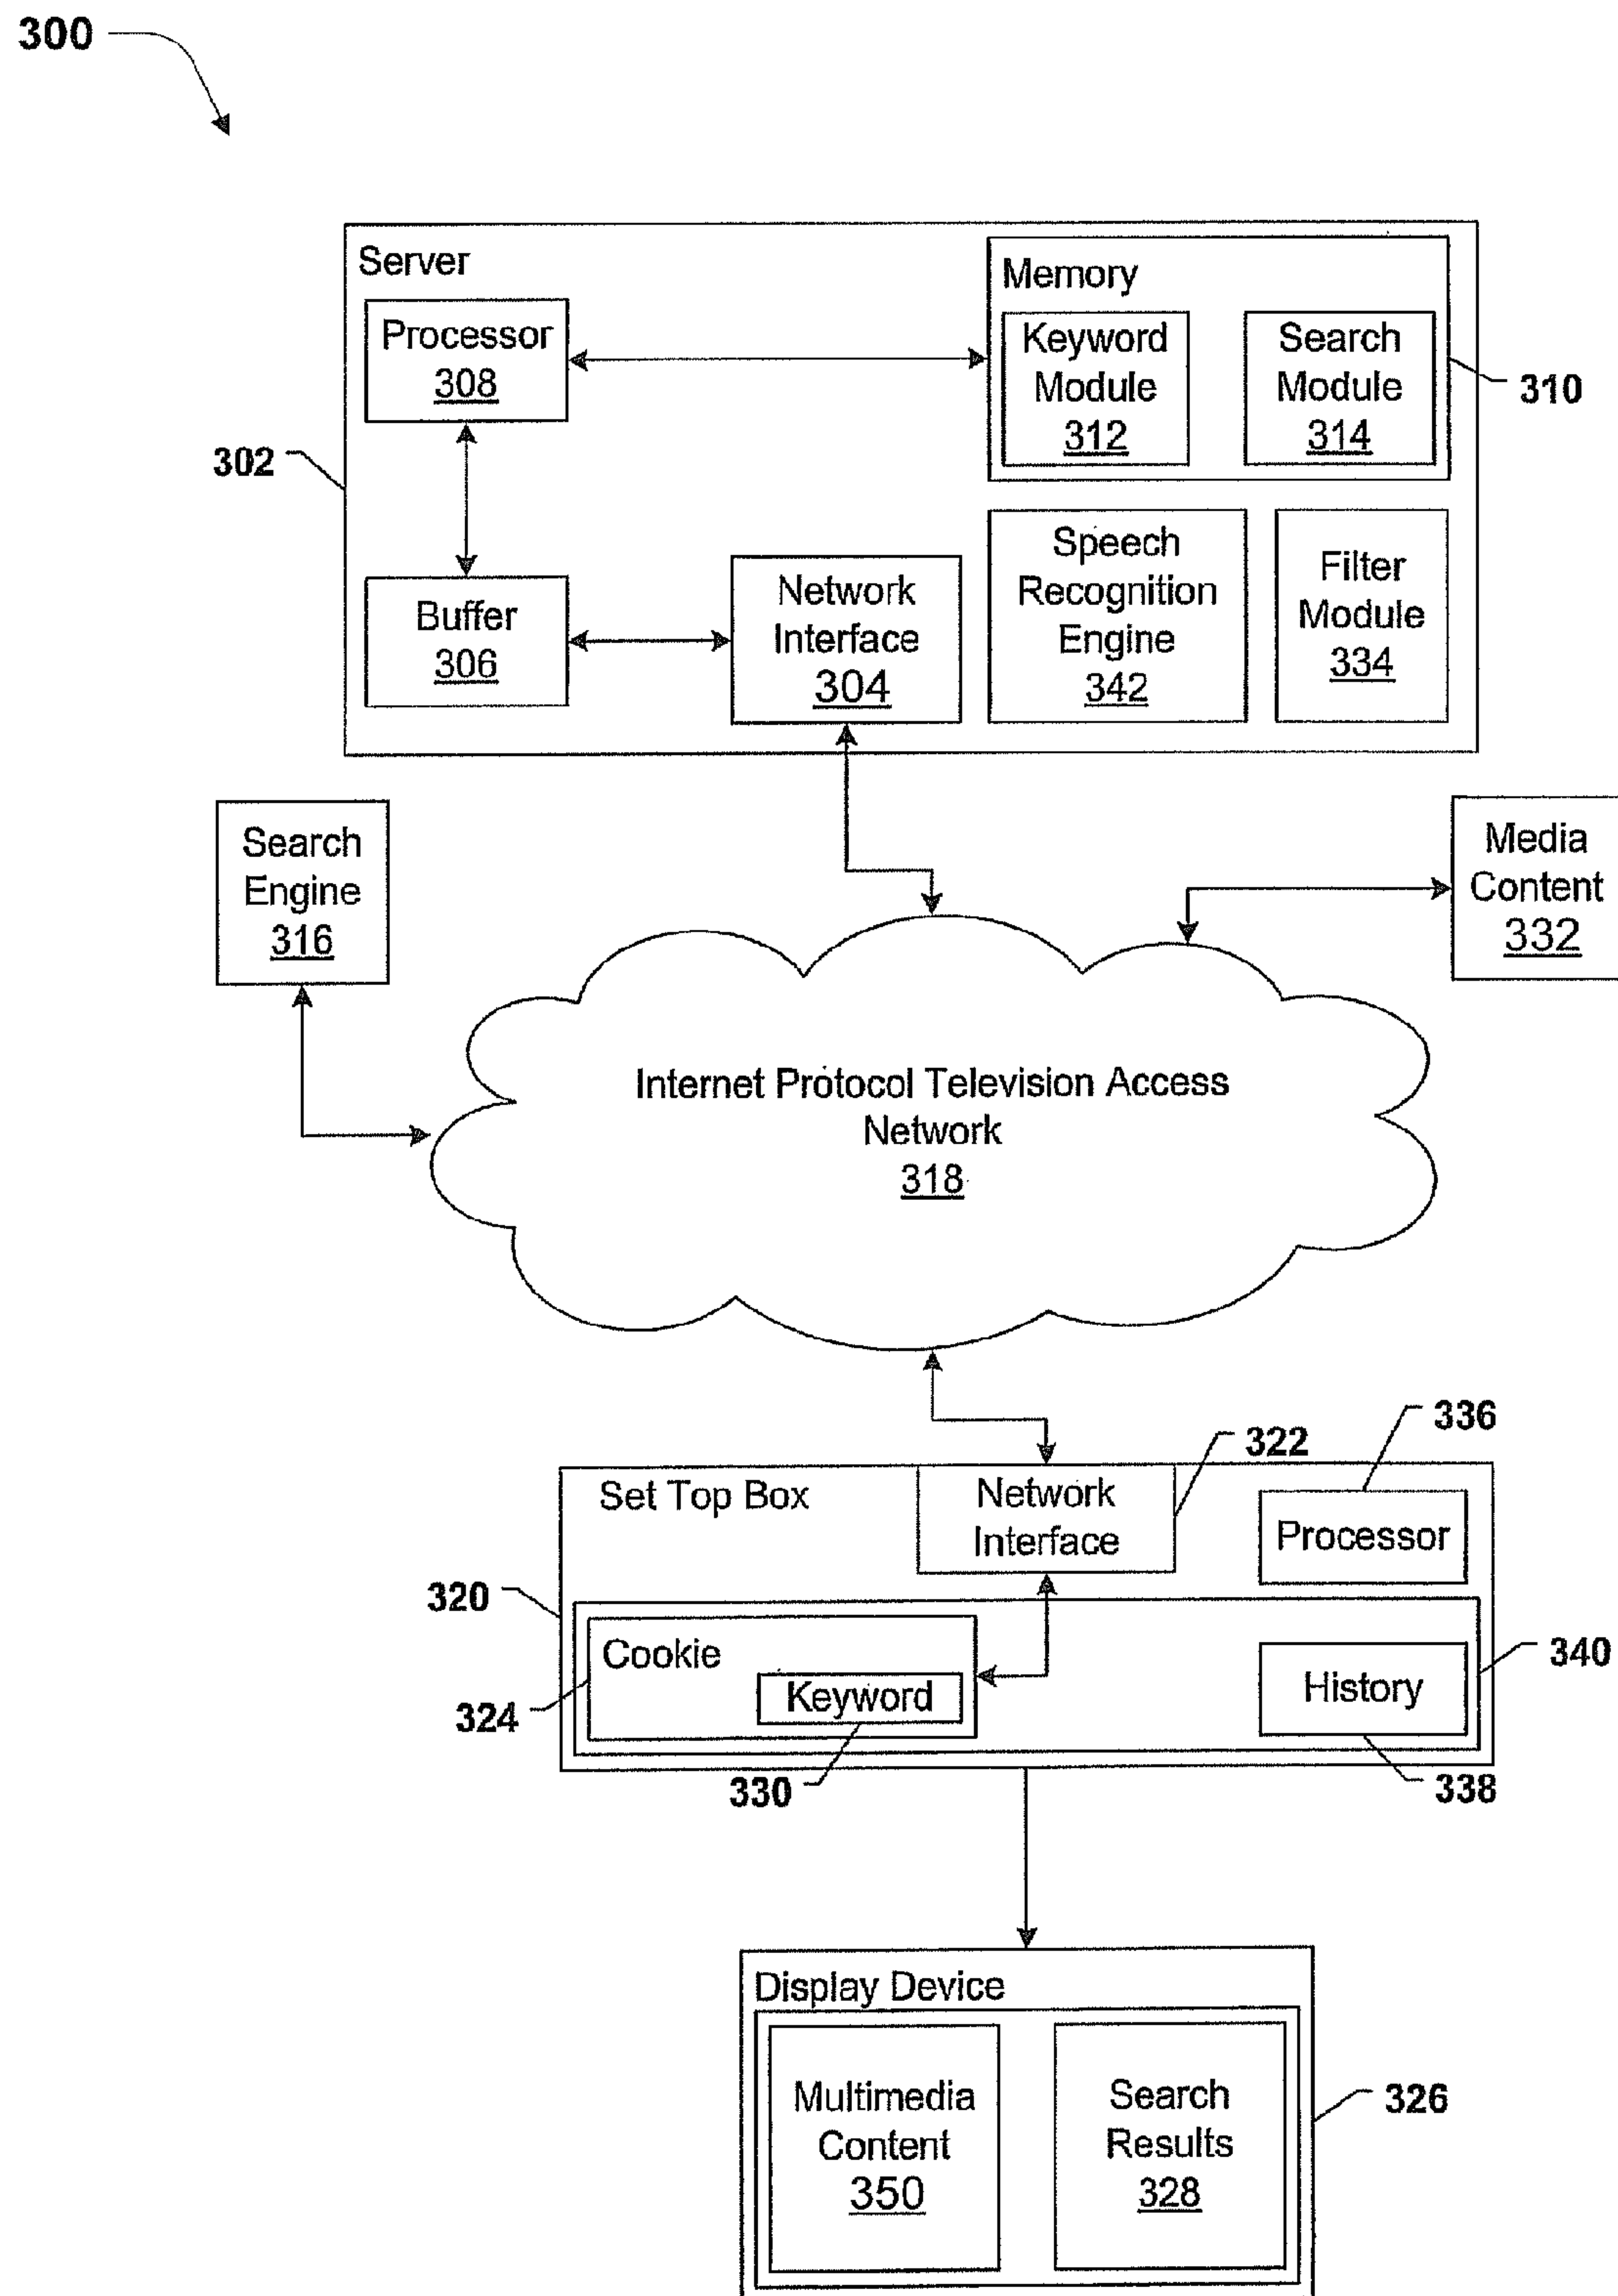 300
Server
Memory
Processor
308
Keyword
Module
312
Search
Module
314
310
302
Buffer
306
Network
Interface
304
Speech
Recognition
Engine
342
Filter
Module
334
Search
Engine
316
Media
Content
332
Internet Protocol Television Access
Network
318
336
322
Set Top Box
Network
Interface
Processor
320
Cookie
Keyword
History
340
324
330
338
Display Device
Multimedia
Content
350
Search
Results
328
326